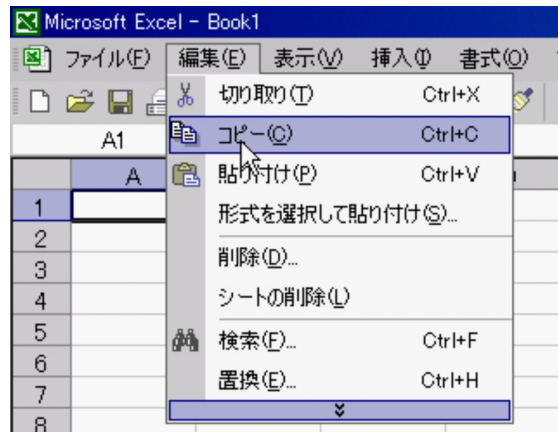 Microsoft Excel - Book1
ファイル(F) 編集(E) 表示(V) 挿入(I) 書式(O)
A1
A
切り取り(T) Ctrl+X
コピー(C) Ctrl+C
貼り付け(P) Ctrl+V
形式を選択して貼り付け(S)...
削除(D)...
シートの削除(L)
検索(F)... Ctrl+F
置換(E)... Ctrl+H
1
2
3
4
5
6
7
8